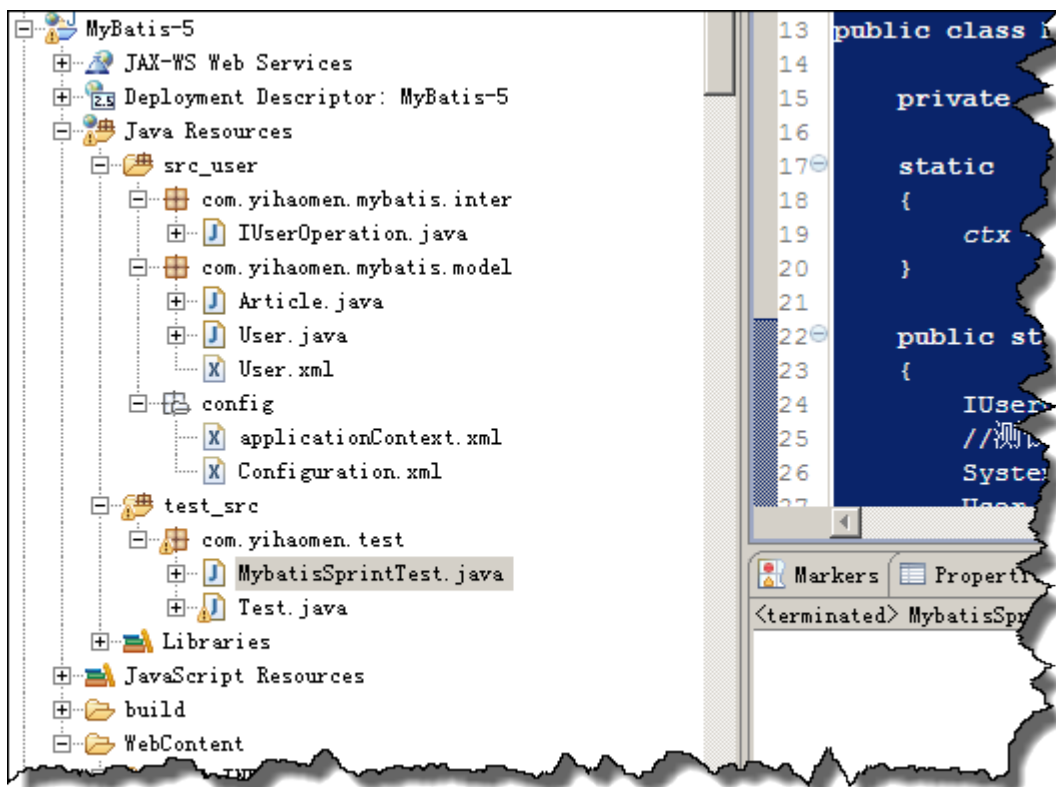 MyBatis-5
JAX-WS Web Services
Deployment Descriptor: MyBatis-5
Java Resources
src_user
com.yihaomen.mybatis.inter
IUserOperation.java
com.yihaomen.mybatis.model
Article.java
User.java
User.xml
config
applicationContext.xml
Configuration.xml
test_src
com.yihaomen.test
MybatisSprintTest.java
Test.java
Libraries
JavaScript Resources
build
WebContent
13 public class
14
15 private
16
17 static
18 {
19 ctx
20 }
21
22 public st
23 {
24 IUser
25 //测
26 Syste
27 User
Markers Propert
<terminated> MybatisSpr